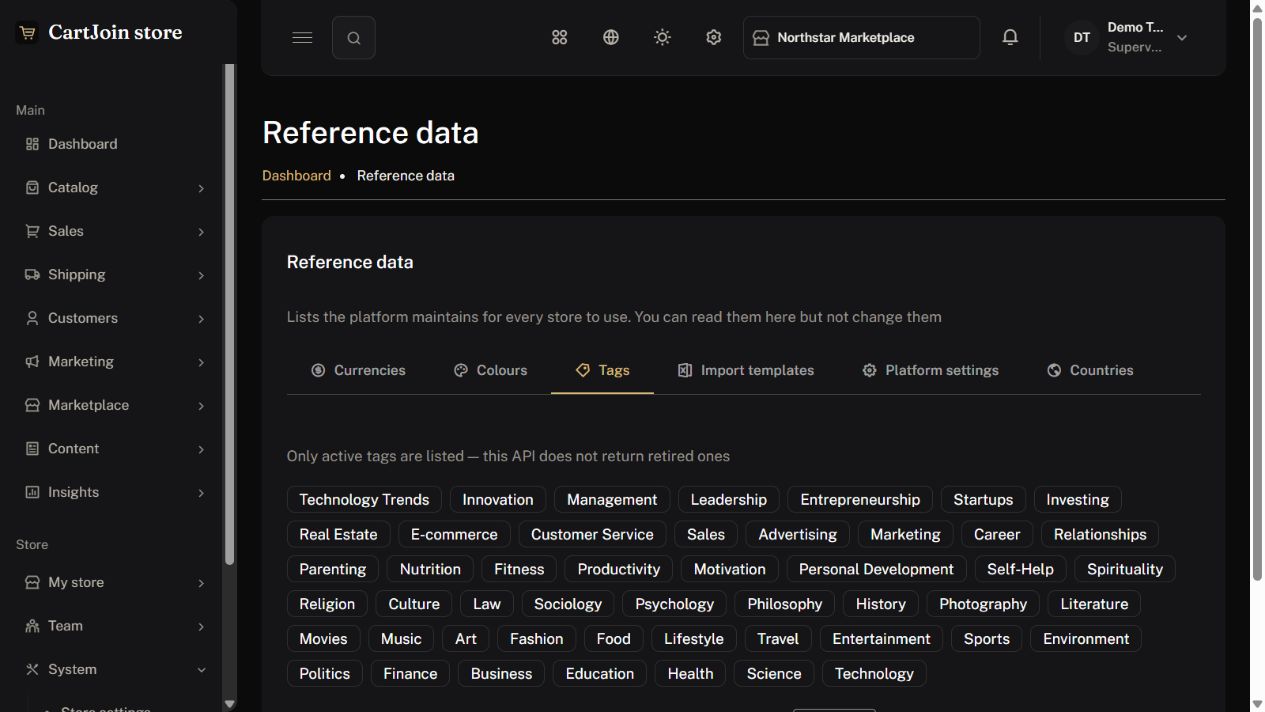 CartJoin store
Northstar Marketplace
DT
Demo T...
Superv...
Main
Dashboard
Catalog
Sales
Shipping
Customers
Marketing
Marketplace
Content
Insights
Store
My store
Team
System
Store settings
Reference data
Dashboard • Reference data
Reference data
Lists the platform maintains for every store to use. You can read them here but not change them
Currencies Colours Tags Import templates Platform settings Countries
Only active tags are listed — this API does not return retired ones
Technology Trends Innovation Management Leadership Entrepreneurship Startups Investing
Real Estate E-commerce Customer Service Sales Advertising Marketing Career Relationships
Parenting Nutrition Fitness Productivity Motivation Personal Development Self-Help Spirituality
Religion Culture Law Sociology Psychology Philosophy History Photography Literature
Movies Music Art Fashion Food Lifestyle Travel Entertainment Sports Environment
Politics Finance Business Education Health Science Technology